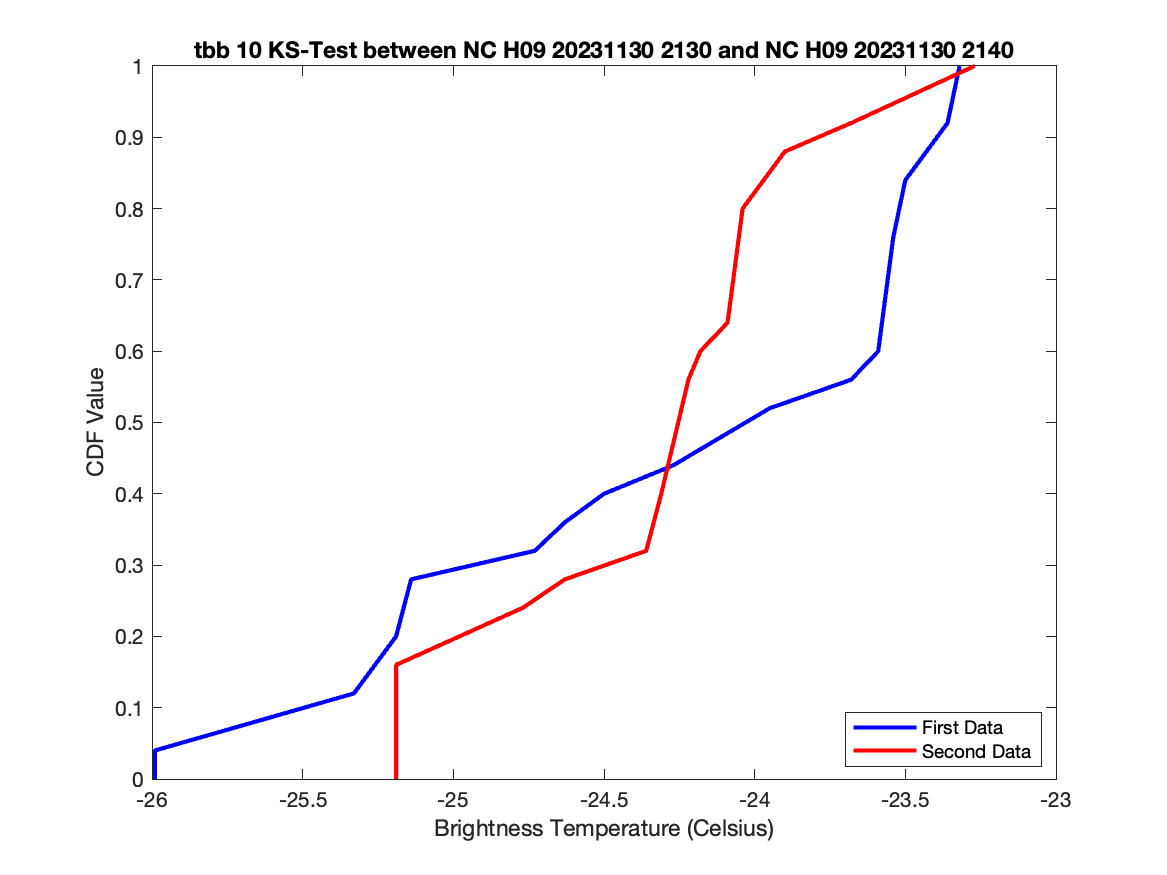 tbb 10 KS-Test between NC H09 20231130 2130 and NC H09 20231130 2140
1
0.9
0.8
0.7
0.6
0.5
0.4
0.3
0.2
0.1
0
CDF Value
First Data
Second Data
-26 -25.5 -25 -24.5 -24 -23.5 -23
Brightness Temperature (Celsius)